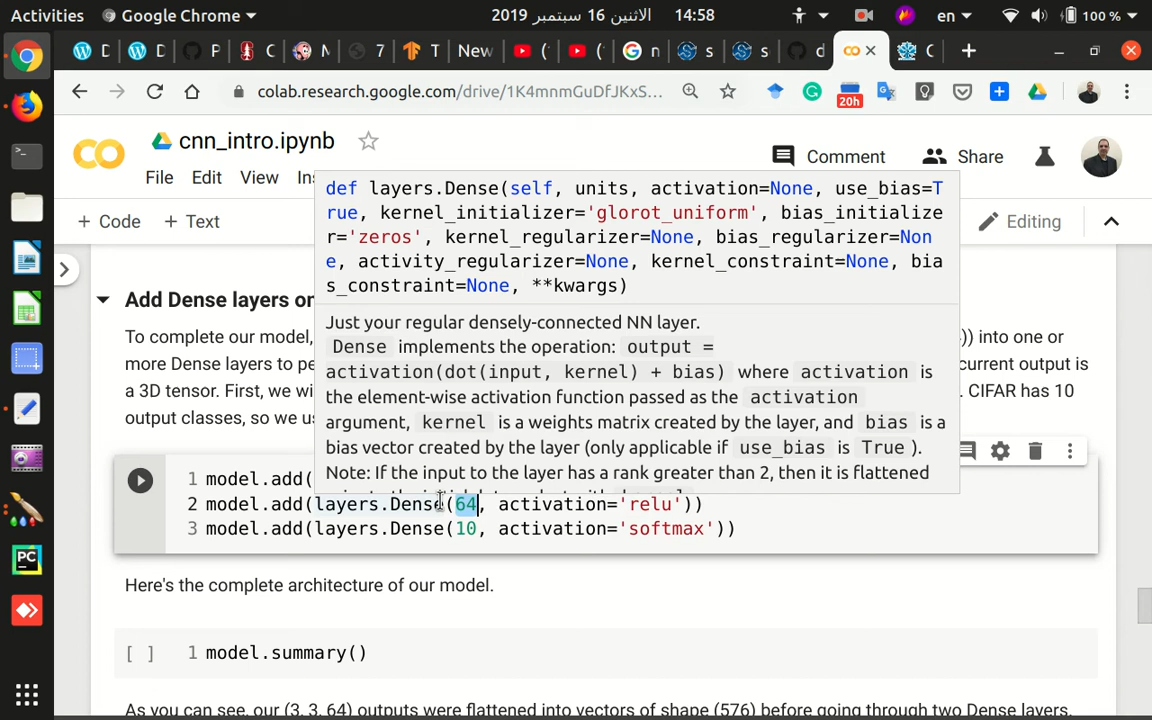 Activities Google Chrome ▾ 2019 الاثنين 16 سبتمبر 14:58 en ▾ 100 % ▾
D D P C M 7 T New ( ( n s s d C
colab.research.google.com/drive/1K4mnmGuDfJKxS... 20h
cnn_intro.ipynb
Comment Share
File Edit View Ins
+ Code + Text Editing
def layers.Dense(self, units, activation=None, use_bias=T
rue, kernel_initializer='glorot_uniform', bias_initialize
r='zeros', kernel_regularizer=None, bias_regularizer=Non
e, activity_regularizer=None, kernel_constraint=None, bia
s_constraint=None, **kwargs)
Just your regular densely-connected NN layer.
Dense implements the operation: output =
activation(dot(input, kernel) + bias) where activation is
the element-wise activation function passed as the activation
argument, kernel is a weights matrix created by the layer, and bias is a
bias vector created by the layer (only applicable if use_bias is True ).
Note: If the input to the layer has a rank greater than 2, then it is flattened
Add Dense layers on
To complete our model, )) into one or
more Dense layers to pe current output is
a 3D tensor. First, we wi . CIFAR has 10
output classes, so we us
1 model.add(
2 model.add(layers.Dense(64, activation='relu'))
3 model.add(layers.Dense(10, activation='softmax'))
Here's the complete architecture of our model.
[ ] 1 model.summary()
As you can see, our (3, 3, 64) outputs were flattened into vectors of shape (576) before going through two Dense layers.
PC